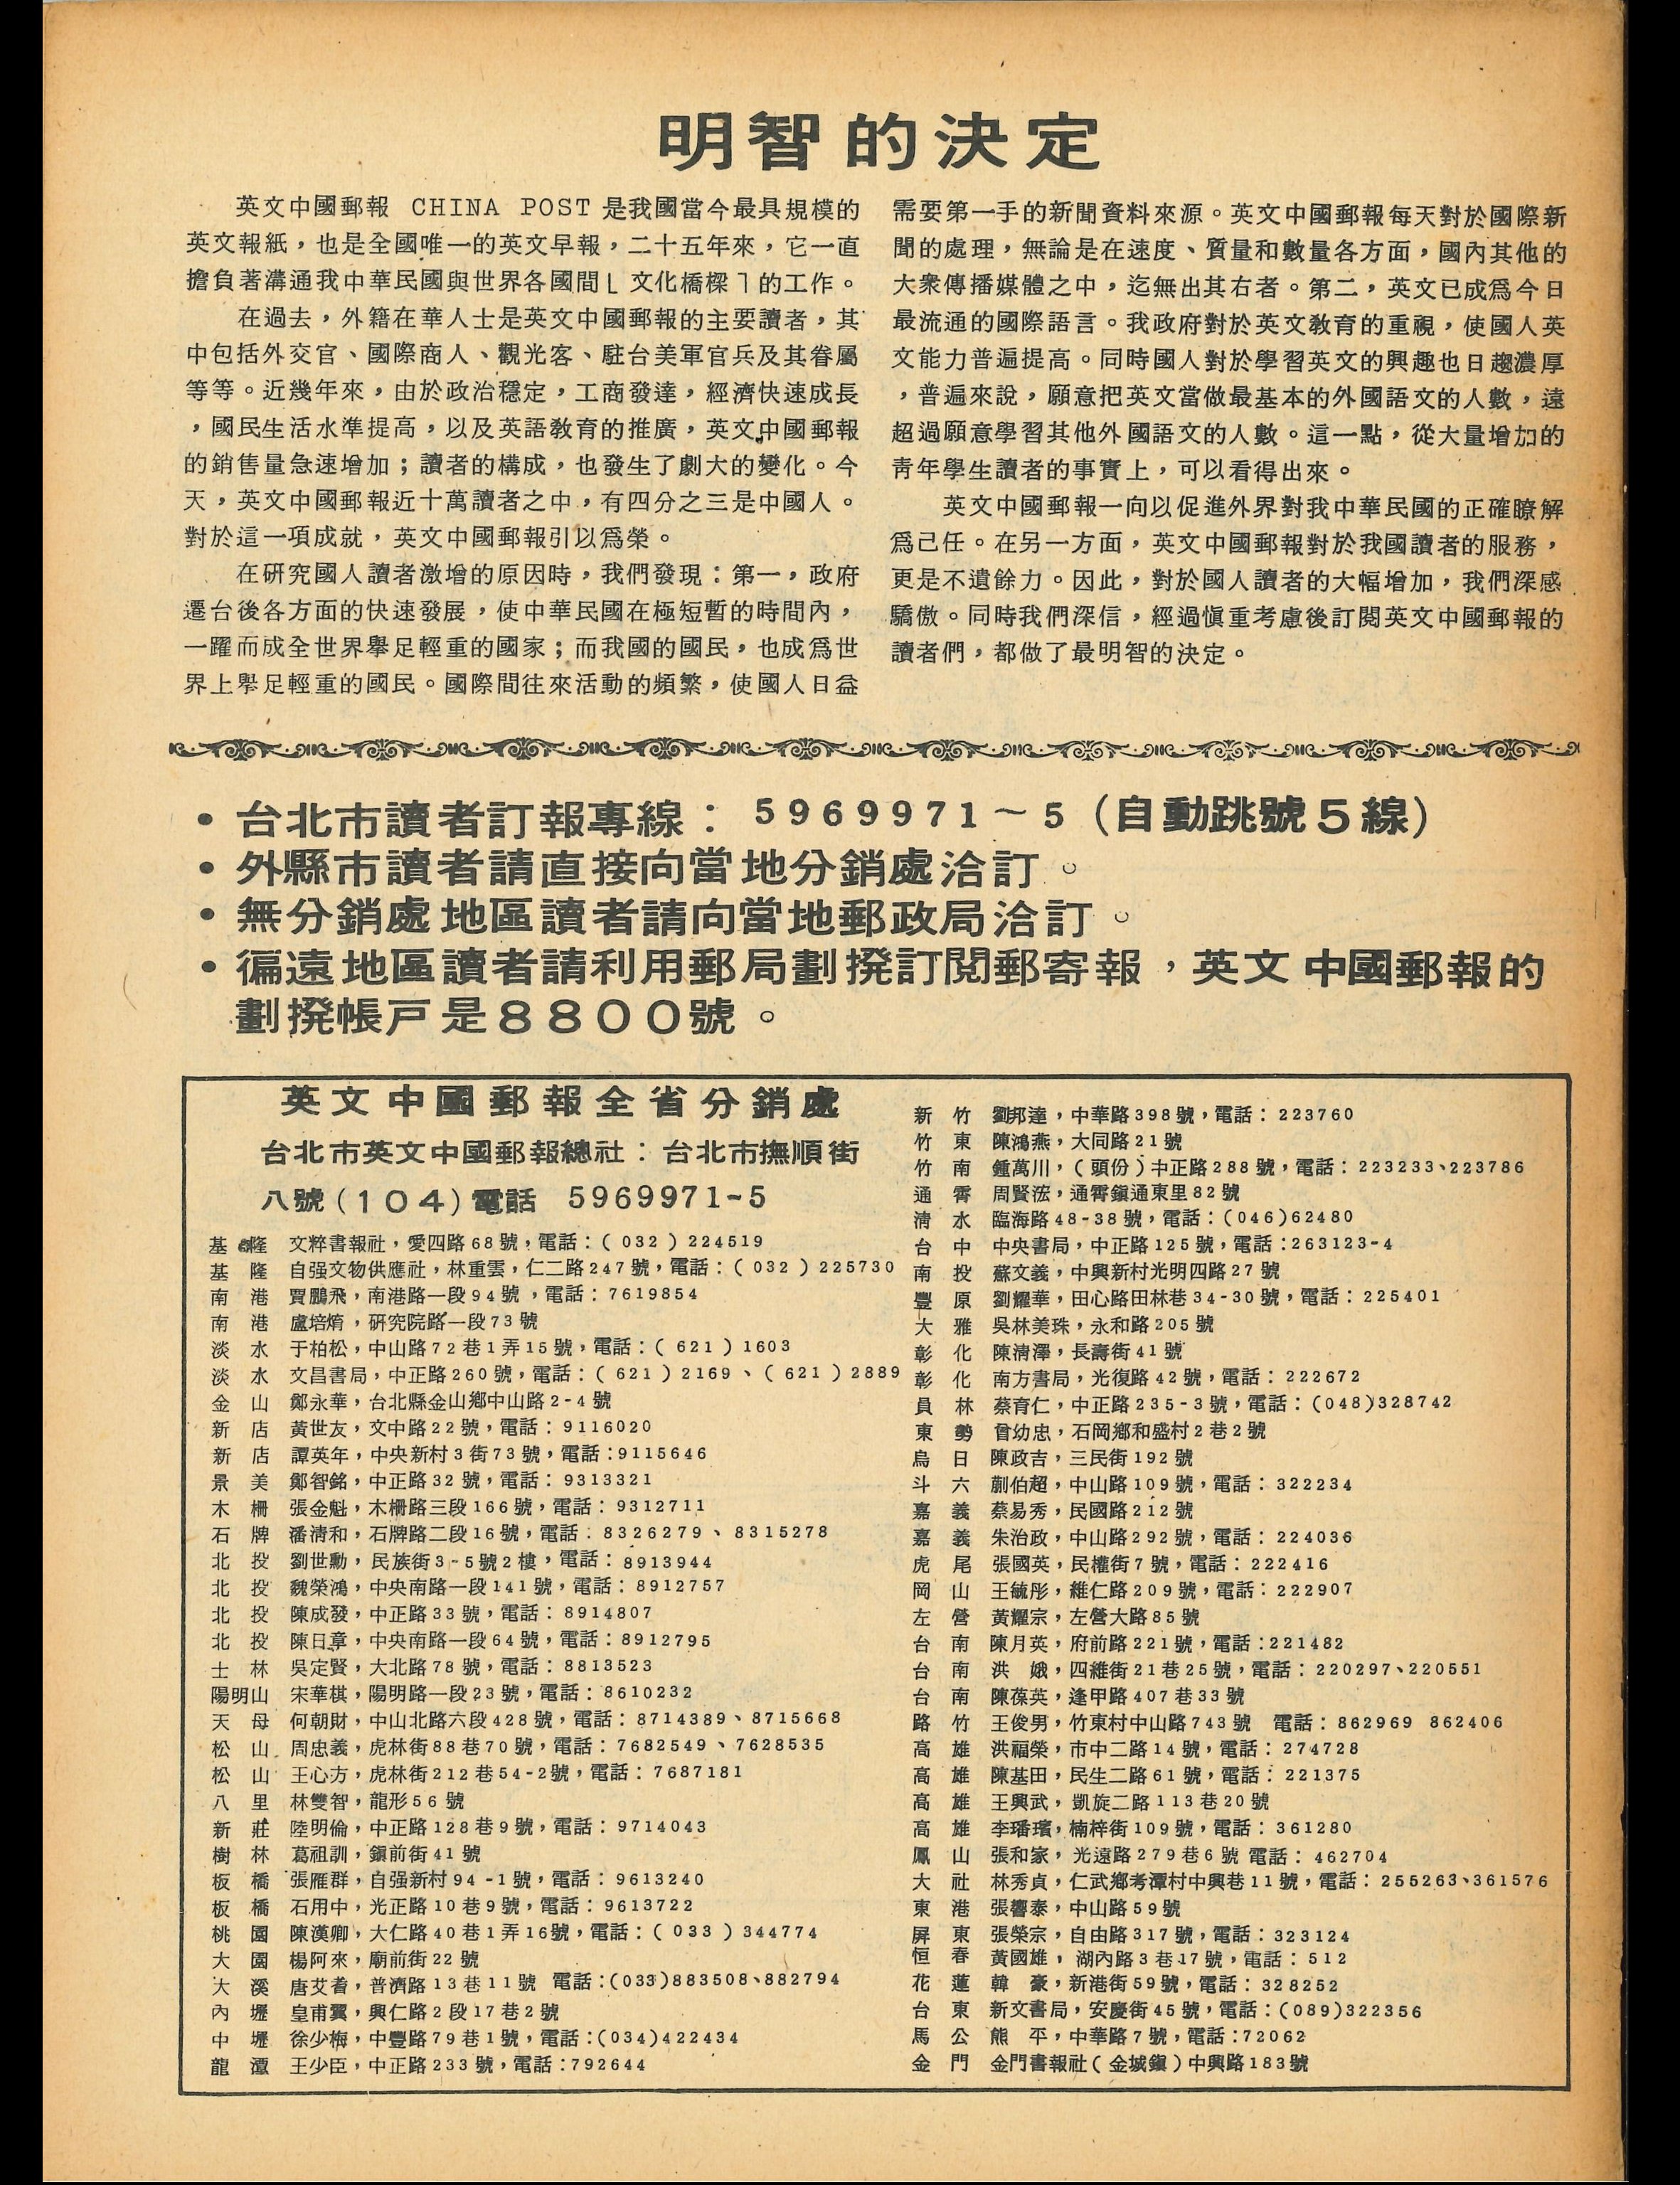 明智的決定
英文中國郵報 CHINA POST 是我國當今最具規模的
英文報紙，也是全國唯一的英文早報，二十五年來，它一直
擔負著溝通我中華民國與世界各國間「文化橋樑」的工作。
在過去，外籍在華人士是英文中國郵報的主要讀者，其
中包括外交官、國際商人、觀光客、駐台美軍官兵及其眷屬
等等。近幾年來，由於政治穩定，工商發達，經濟快速成長
，國民生活水準提高，以及英語教育的推廣，英文中國郵報
的銷售量急速增加；讀者的構成，也發生了劇大的變化。今
天，英文中國郵報近十萬讀者之中，有四分之三是中國人。
對於這一項成就，英文中國郵報引以爲榮。
在研究國人讀者激增的原因時，我們發現：第一，政府
遷台後各方面的快速發展，使中華民國在極短暫的時間內，
一躍而成全世界舉足輕重的國家；而我國的國民，也成爲世
界上擧足輕重的國民。國際間往來活動的頻繁，使國人日益
需要第一手的新聞資料來源。英文中國郵報每天對於國際新
聞的處理，無論是在速度、質量和數量各方面，國內其他的
大衆傳播媒體之中，迄無出其右者。第二，英文已成爲今日
最流通的國際語言。我政府對於英文教育的重視，使國人英
文能力普遍提高。同時國人對於學習英文的興趣也日趨濃厚
，普遍來說，願意把英文當做最基本的外國語文的人數，遠
超過願意學習其他外國語文的人數。這一點，從大量增加的
青年學生讀者的事實上，可以看得出來。
英文中國郵報一向以促進外界對我中華民國的正確瞭解
爲己任。在另一方面，英文中國郵報對於我國讀者的服務，
更是不遺餘力。因此，對於國人讀者的大幅增加，我們深感
驕傲。同時我們深信，經過愼重考慮後訂閱英文中國郵報的
讀者們，都做了最明智的決定。
•台北市讀者訂報專線：5969971～5（自動跳號5線）
•外縣市讀者請直接向當地分銷處洽訂。
•無分銷處地區讀者請向當地郵政局洽訂。
•徧遠地區讀者請利用郵局劃撥訂閱郵寄報，英文中國郵報的
劃撥帳戸是8800號。
英文中國郵報全省分銷處
台北市英文中國郵報總社：台北市撫順街
八號（104）電話 5969971-5
基隆 文粹書報社，愛四路68號，電話：（032）224519
基隆 自强文物供應社，林重雲，仁二路247號，電話：（032）225730
南港 賈鵬飛，南港路一段94號，電話：7619854
南港 盧培焴，研究院路一段73號
淡水 于柏松，中山路72巷1弄15號，電話：（621）1603
淡水 文昌書局，中正路260號，電話：（621）2169、（621）2889
金山 鄭永華，台北縣金山鄉中山路2-4號
新店 黃世友，文中路22號，電話：9116020
新店 譚英年，中央新村3街73號，電話：9115646
景美 鄭智銘，中正路32號，電話：9313321
木柵 張金魁，木柵路三段166號，電話：9312711
石牌 潘清和，石牌路二段16號，電話：8326279、8315278
北投 劉世勳，民族街3-5號2樓，電話：8913944
北投 魏榮鴻，中央南路一段141號，電話：8912757
北投 陳成發，中正路33號，電話：8914807
北投 陳日章，中央南路一段64號，電話：8912795
士林 吳定賢，大北路78號，電話：8813523
陽明山 宋華棋，陽明路一段23號，電話：8610232
天母 何朝財，中山北路六段428號，電話：8714389、8715668
松山 周忠義，虎林街88巷70號，電話：7682549、7628535
松山 王心方，虎林街212巷54-2號，電話：7687181
八里 林雙智，龍形56號
新莊 陸明倫，中正路128巷9號，電話：9714043
樹林 葛祖訓，鎭前街41號
板橋 張雁群，自强新村94-1號，電話：9613240
板橋 石用中，光正路10巷9號，電話：9613722
桃園 陳漢卿，大仁路40巷1弄16號，電話：（033）344774
大園 楊阿來，廟前街22號
大溪 唐艾耆，普濟路13巷11號 電話：（033）883508、882794
內壢 皇甫翼，興仁路2段17巷2號
中壢 徐少梅，中豐路79巷1號，電話：（034）422434
龍潭 王少臣，中正路233號，電話：792644
新竹 劉邦達，中華路398號，電話：223760
竹東 陳鴻燕，大同路21號
竹南 鍾萬川，（頭份）中正路288號，電話：223233、223786
通霄 周賢浤，通霄鎭通東里82號
清水 臨海路48-38號，電話：（046）62480
台中 中央書局，中正路125號，電話：263123-4
南投 蘇文義，中興新村光明四路27號
豐原 劉耀華，田心路田林巷34-30號，電話：225401
大雅 吳林美珠，永和路205號
彰化 陳清澤，長壽街41號
彰化 南方書局，光復路42號，電話：222672
員林 蔡育仁，中正路235-3號，電話：（048）328742
東勢 曾幼忠，石岡鄉和盛村2巷2號
烏日 陳政吉，三民街192號
斗六 蒯伯超，中山路109號，電話：322234
嘉義 蔡易秀，民國路212號
嘉義 朱治政，中山路292號，電話：224036
虎尾 張國英，民權街7號，電話：222416
岡山 王毓彤，維仁路209號，電話：222907
左營 黃耀宗，左營大路85號
台南 陳月英，府前路221號，電話：221482
台南 洪娥，四維街21巷25號，電話：220297、220551
台南 陳葆英，逢甲路407巷33號
路竹 王俊男，竹東村中山路743號 電話：862969 862406
高雄 洪福榮，市中二路14號，電話：274728
高雄 陳基田，民生二路61號，電話：221375
高雄 王興武，凱旋二路113巷20號
高雄 李璠璸，楠梓街109號，電話：361280
鳳山 張和家，光遠路279巷6號 電話：462704
大社 林秀貞，仁武鄉考潭村中興巷11號，電話：255263、361576
東港 張響泰，中山路59號
屏東 張榮宗，自由路317號，電話：323124
恒春 黃國雄，湖內路3巷17號，電話：512
花蓮 韓豪，新港街59號，電話：328252
台東 新文書局，安慶街45號，電話：（089）322356
馬公 熊平，中華路7號，電話：72062
金門 金門書報社（金城鎭）中興路183號